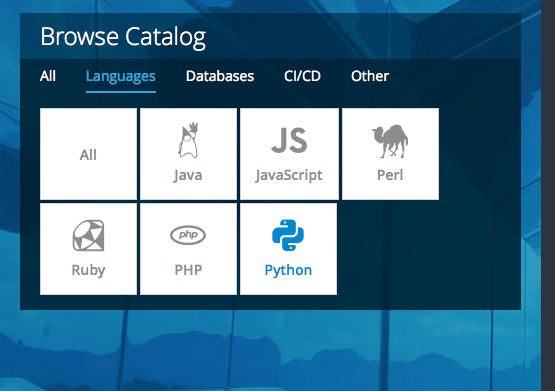 Browse Catalog
All Languages Databases CI/CD Other
All
JS
Java JavaScript Perl
php
Ruby PHP Python